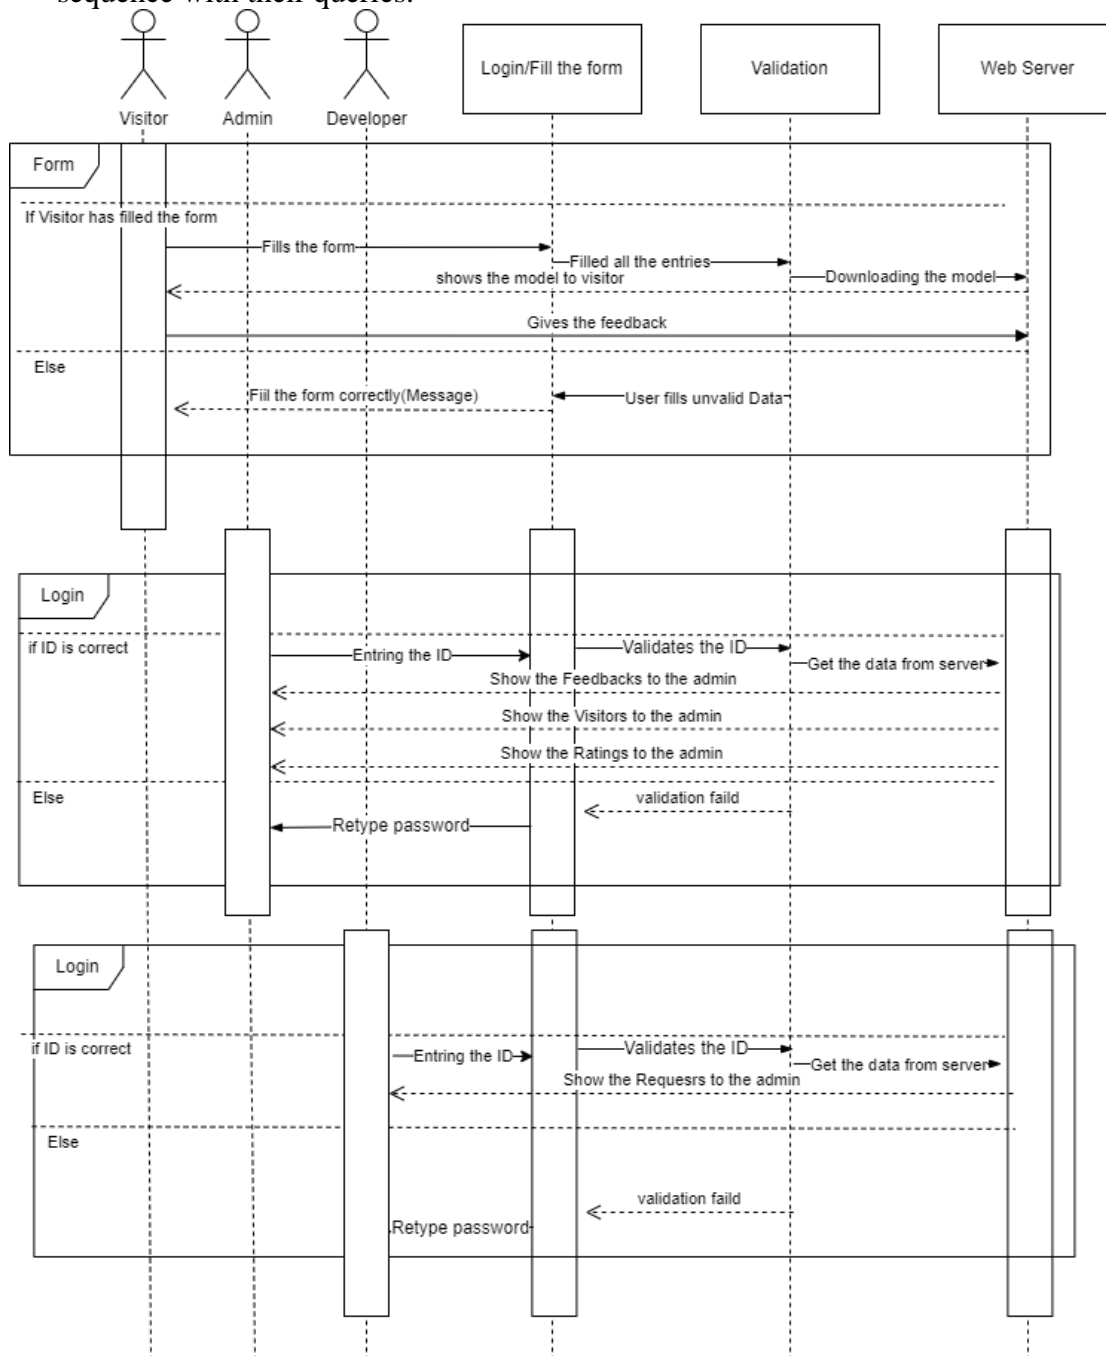 sequence with their queries.
Visitor
Admin
Developer
Login/Fill the form
Validation
Web Server
Form
If Visitor has filled the form
Fills the form
Filled all the entries
shows the model to visitor
Downloading the model
Gives the feedback
Else
Fiil the form correctly(Message)
User fills unvalid Data
Login
if ID is correct
Entring the ID
Validates the ID
Get the data from server
Show the Feedbacks to the admin
Show the Visitors to the admin
Show the Ratings to the admin
Else
validation faild
Retype password
Login
if ID is correct
Entring the ID
Validates the ID
Get the data from server
Show the Requesrs to the admin
Else
validation faild
Retype password